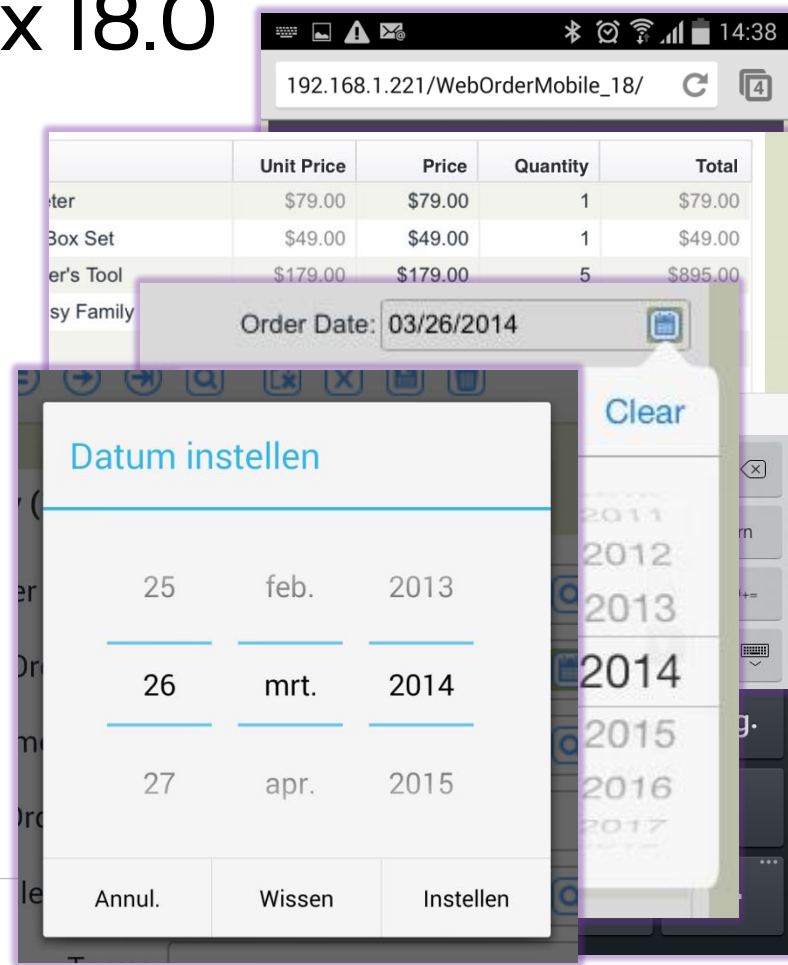 x 18.0
14:38
192.168.1.221/WebOrderMobile_18/
4
Unit Price Price Quantity Total
$79.00 $79.00 1 $79.00
Box Set $49.00 $49.00 1 $49.00
er's Tool $179.00 $179.00 5 $895.00
sy Family
Order Date: 03/26/2014
Clear
Datum instellen
2011
2012
2013
2014
2015
2016
2017
25 feb. 2013
26 mrt. 2014
27 apr. 2015
Annul. Wissen Instellen